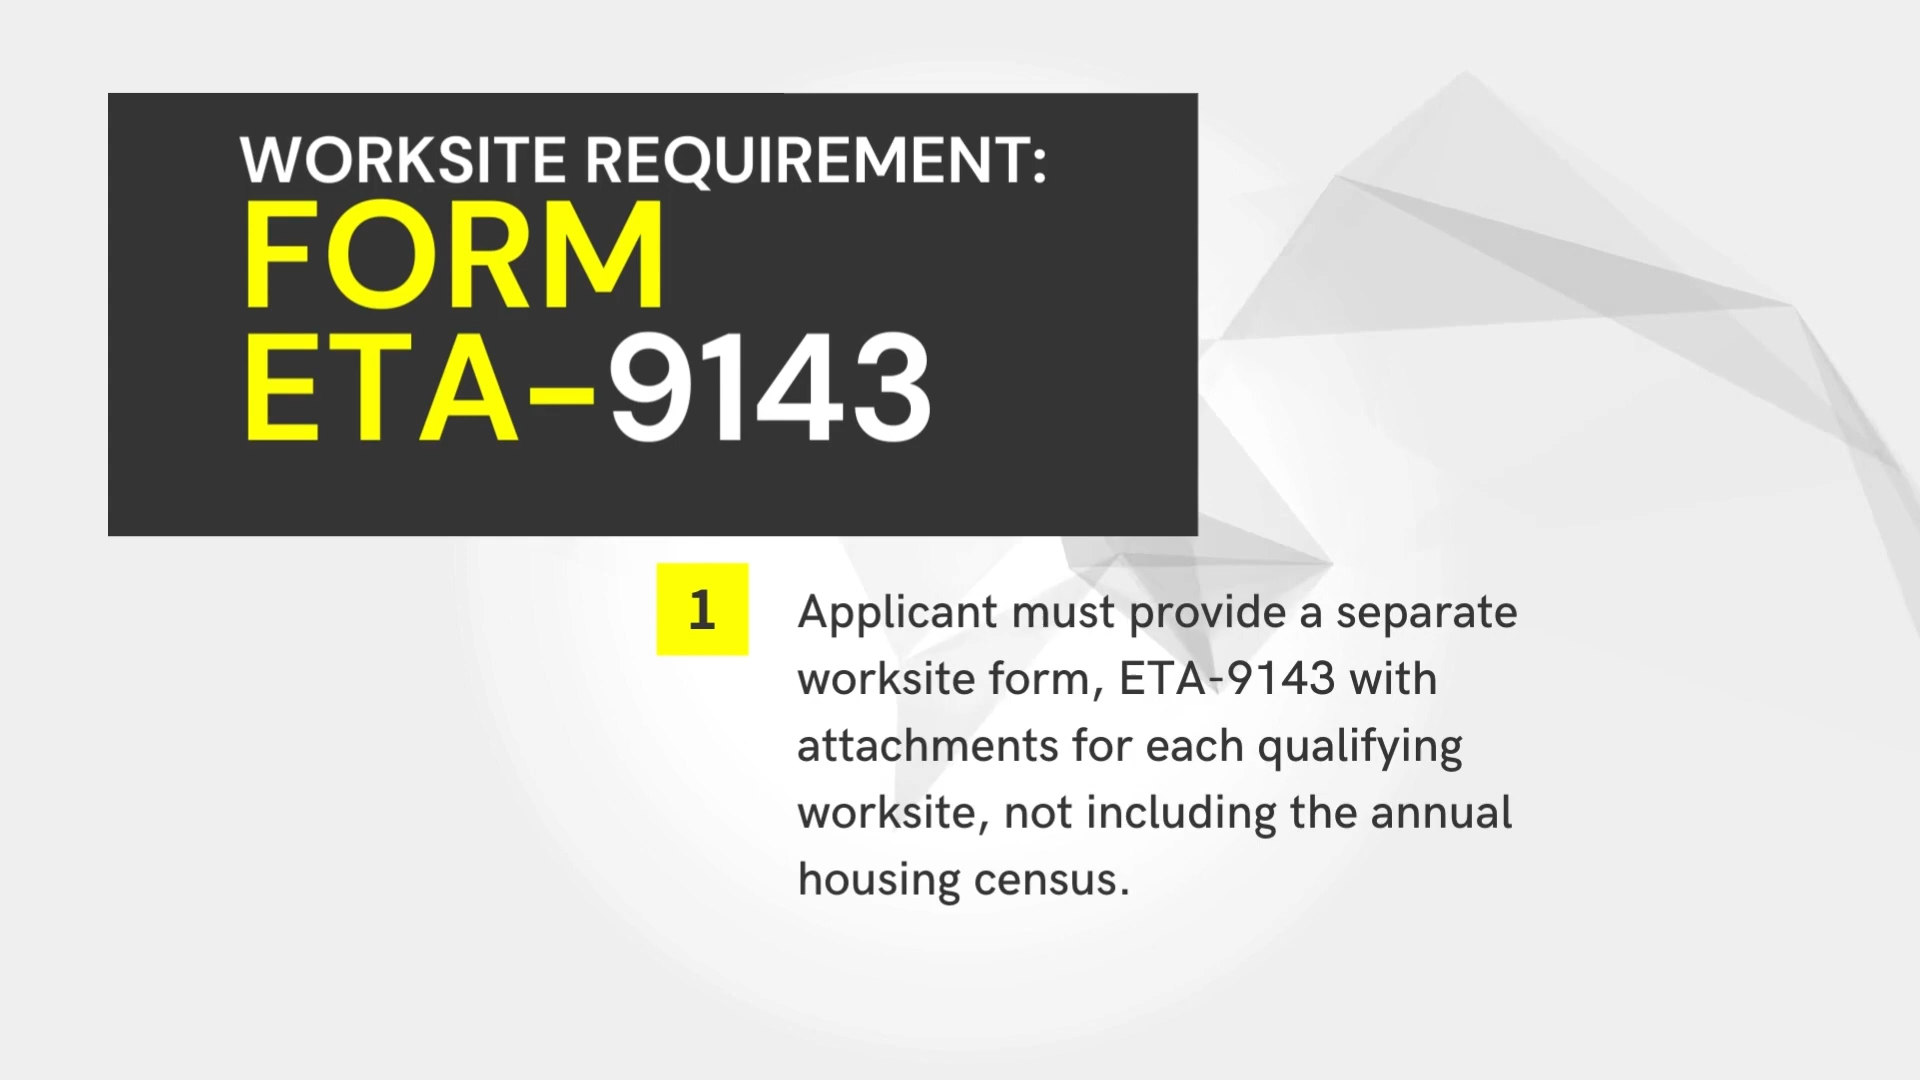 WORKSITE REQUIREMENT:
FORM
ETA-9143
1
Applicant must provide a separate
worksite form, ETA-9143 with
attachments for each qualifying
worksite, not including the annual
housing census.